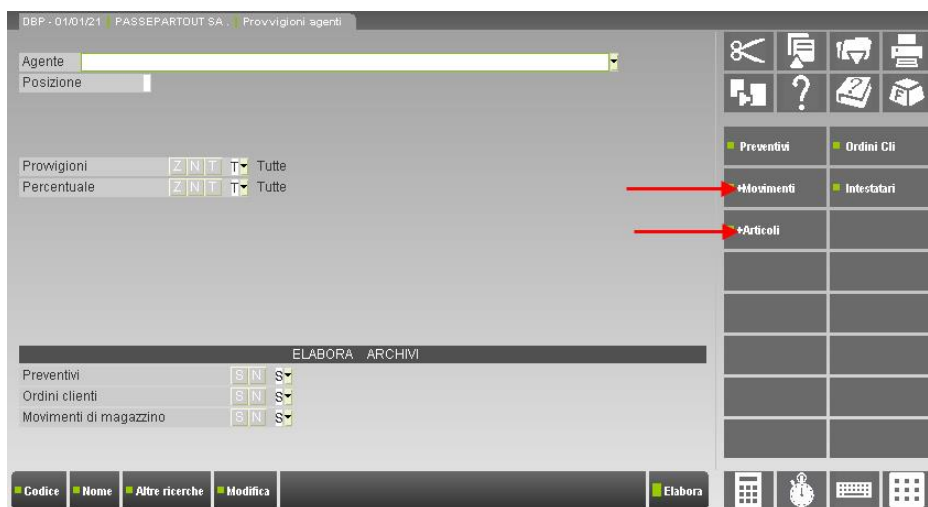 DBP - 01/01/21 PASSEPARTOUT SA . Provvigioni agenti
Agente
Posizione
Provvigioni Z N T T Tutte
Percentuale Z N T T Tutte
ELABORA ARCHIVI
Preventivi S N S
Ordini clienti S N S
Movimenti di magazzino S N S
Codice Nome Altre ricerche Modifica Elabora
Preventivi Ordini Cli
+Movimenti Intestatari
+Articoli